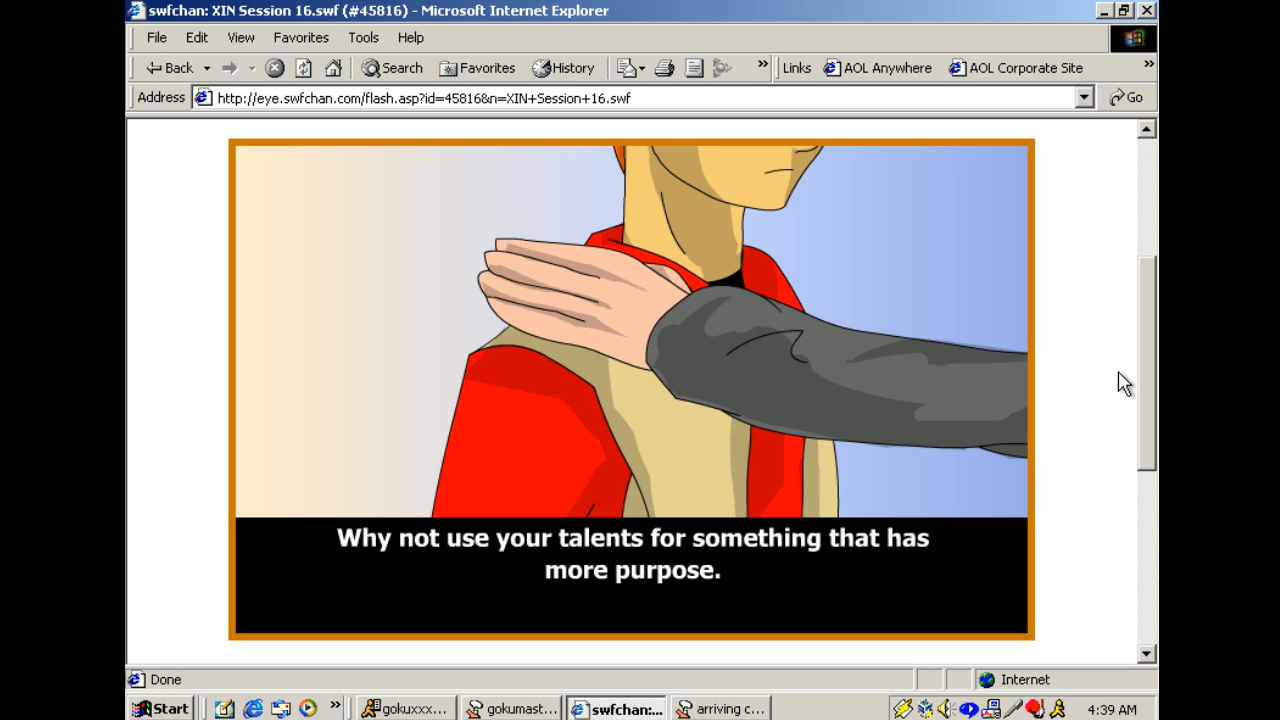 swfchan: XIN Session 16.swf (#45816) - Microsoft Internet Explorer
File Edit View Favorites Tools Help
Back Search Favorites History » Links AOL Anywhere AOL Corporate Site »
Address http://eye.swfchan.com/flash.asp?id=45816&n=XIN+Session+16.swf Go
Why not use your talents for something that has
more purpose.
Done Internet
Start » gokuxxx... gokumast... swfchan:... arriving c... 4:39 AM